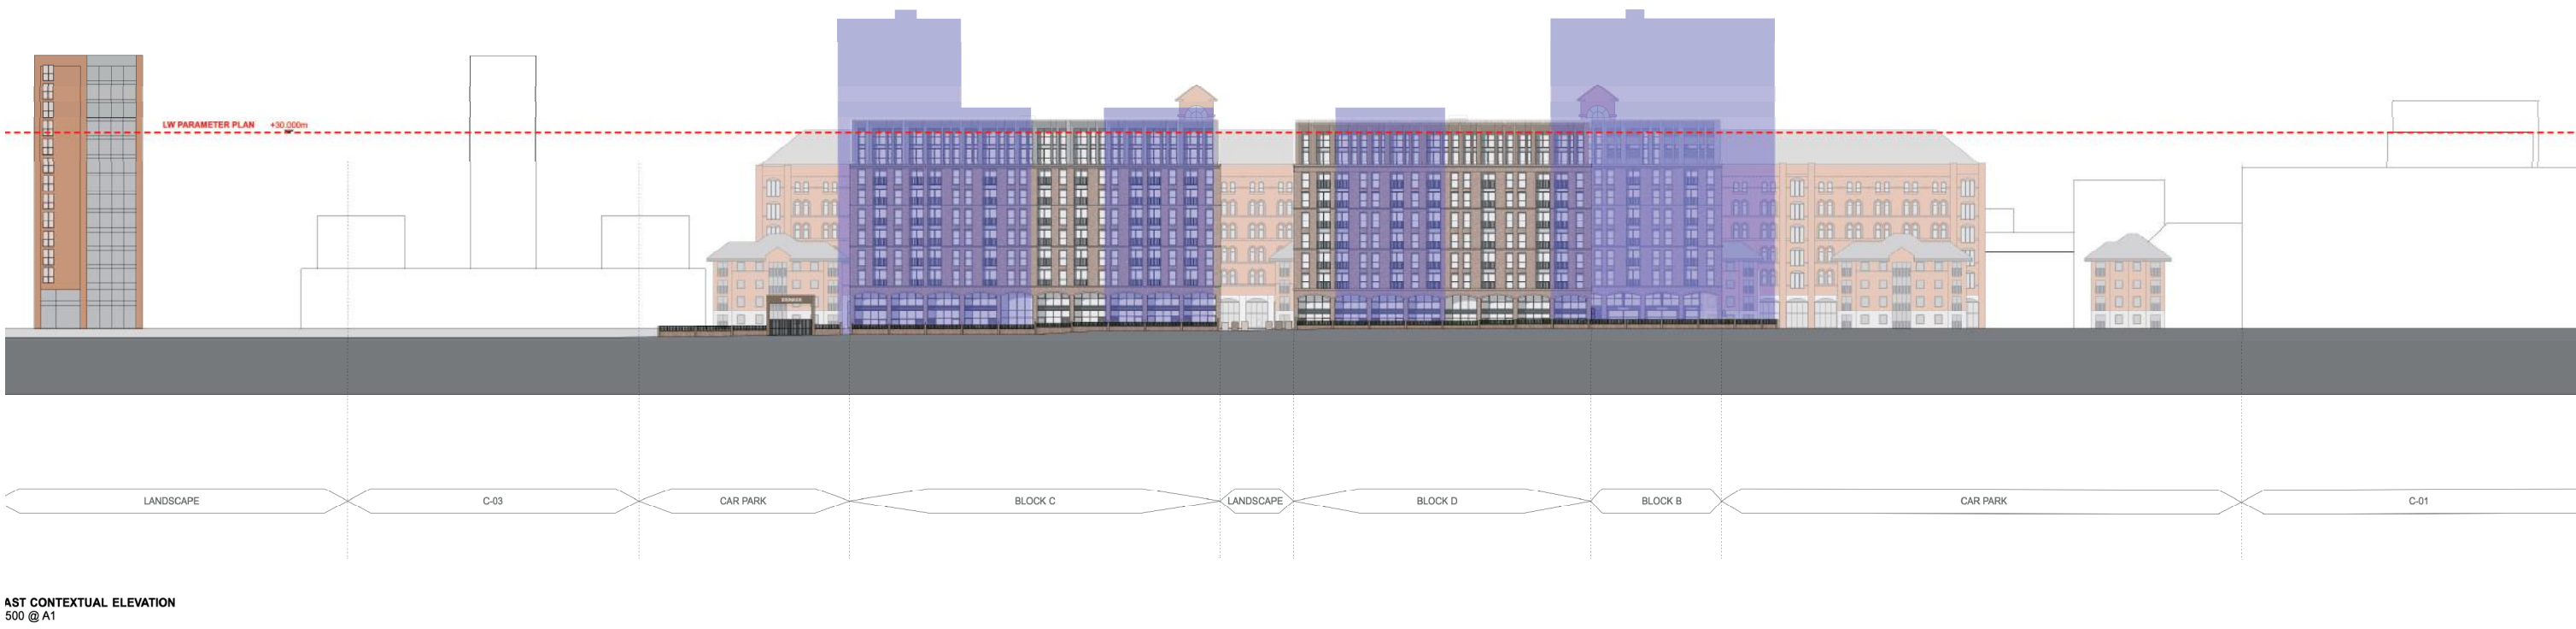 LW PARAMETER PLAN +30.000m
LANDSCAPE
C-03
CAR PARK
BLOCK C
LANDSCAPE
BLOCK D
BLOCK B
CAR PARK
C-01
AST CONTEXTUAL ELEVATION
500 @ A1